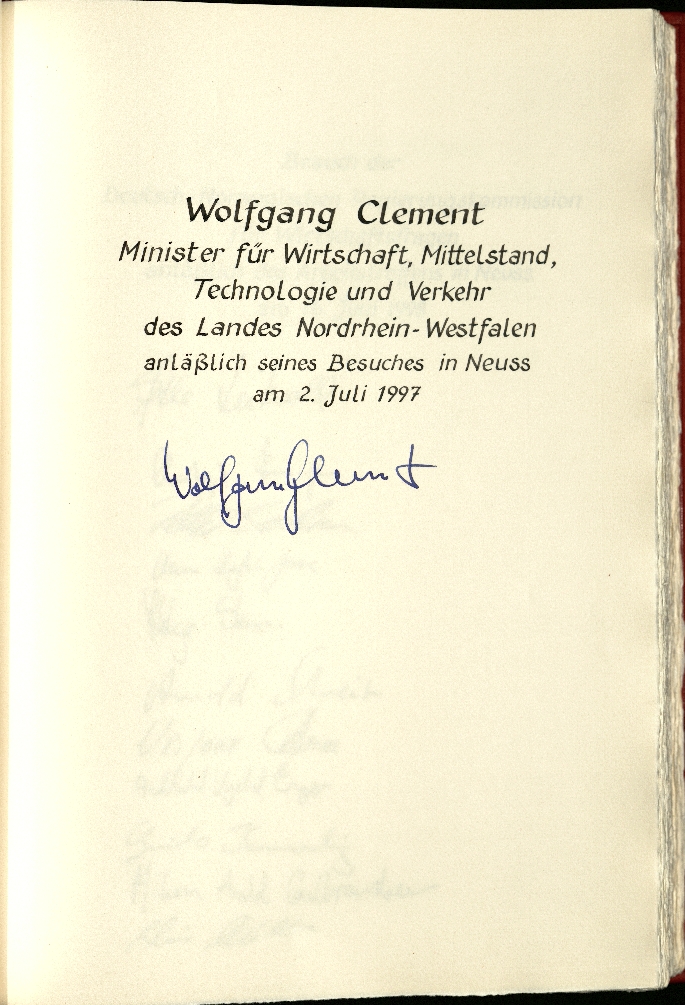 Wolfgang Clement
Minister für Wirtschaft, Mittelstand,
Technologie und Verkehr
des Landes Nordrhein-Westfalen
anläßlich seines Besuches in Neuss
am 2. Juli 1997
Wolfgang Clement